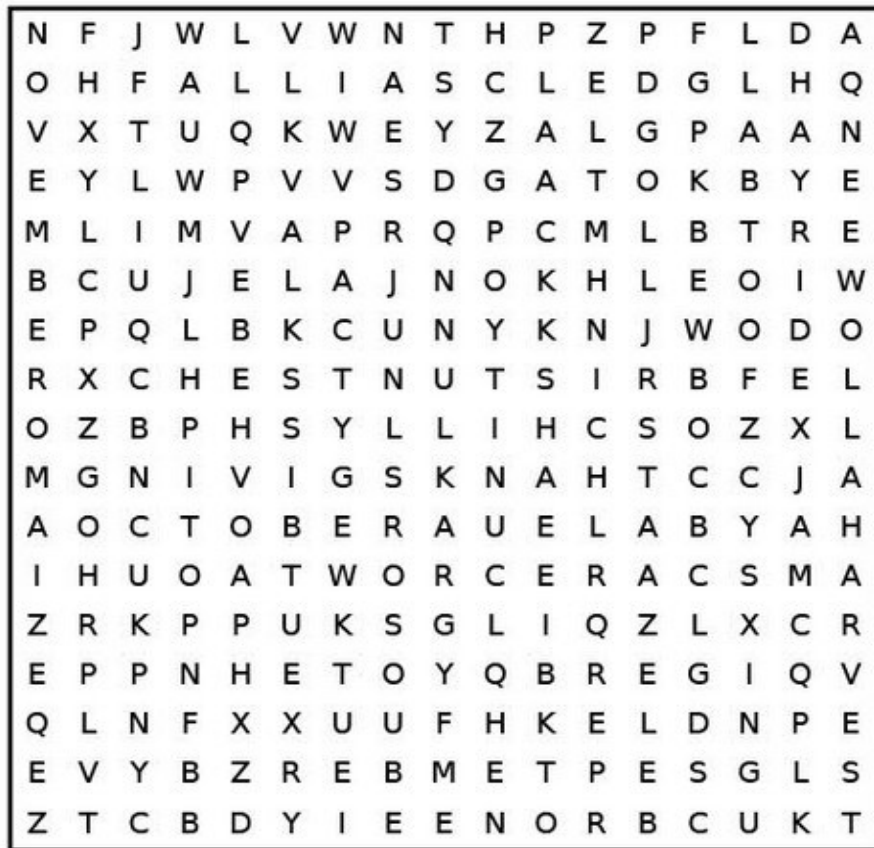 N F J W L V W N T H P Z P F L D A
O H F A L L I A S C L E D G L H Q
V X T U Q K W E Y Z A L G P A A N
E Y L W P V V S D G A T O K B Y E
M L I M V A P R Q P C M L B T R E
B C U J E L A J N O K H L E O I W
E P Q L B K C U N Y K N J W O D O
R X C H E S T N U T S I R B F E L
O Z B P H S Y L L I H C S O Z X L
M G N I V I G S K N A H T C C J A
A O C T O B E R A U E L A B Y A H
I H U O A T W O R C E R A C S M A
Z R K P P U K S G L I Q Z L X C R
E P P N H E T O Y Q B R E G I Q V
Q L N F X X U U F H K E L D N P E
E V Y B Z R E B M E T P E S G L S
Z T C B D Y I E E N O R B C U K T